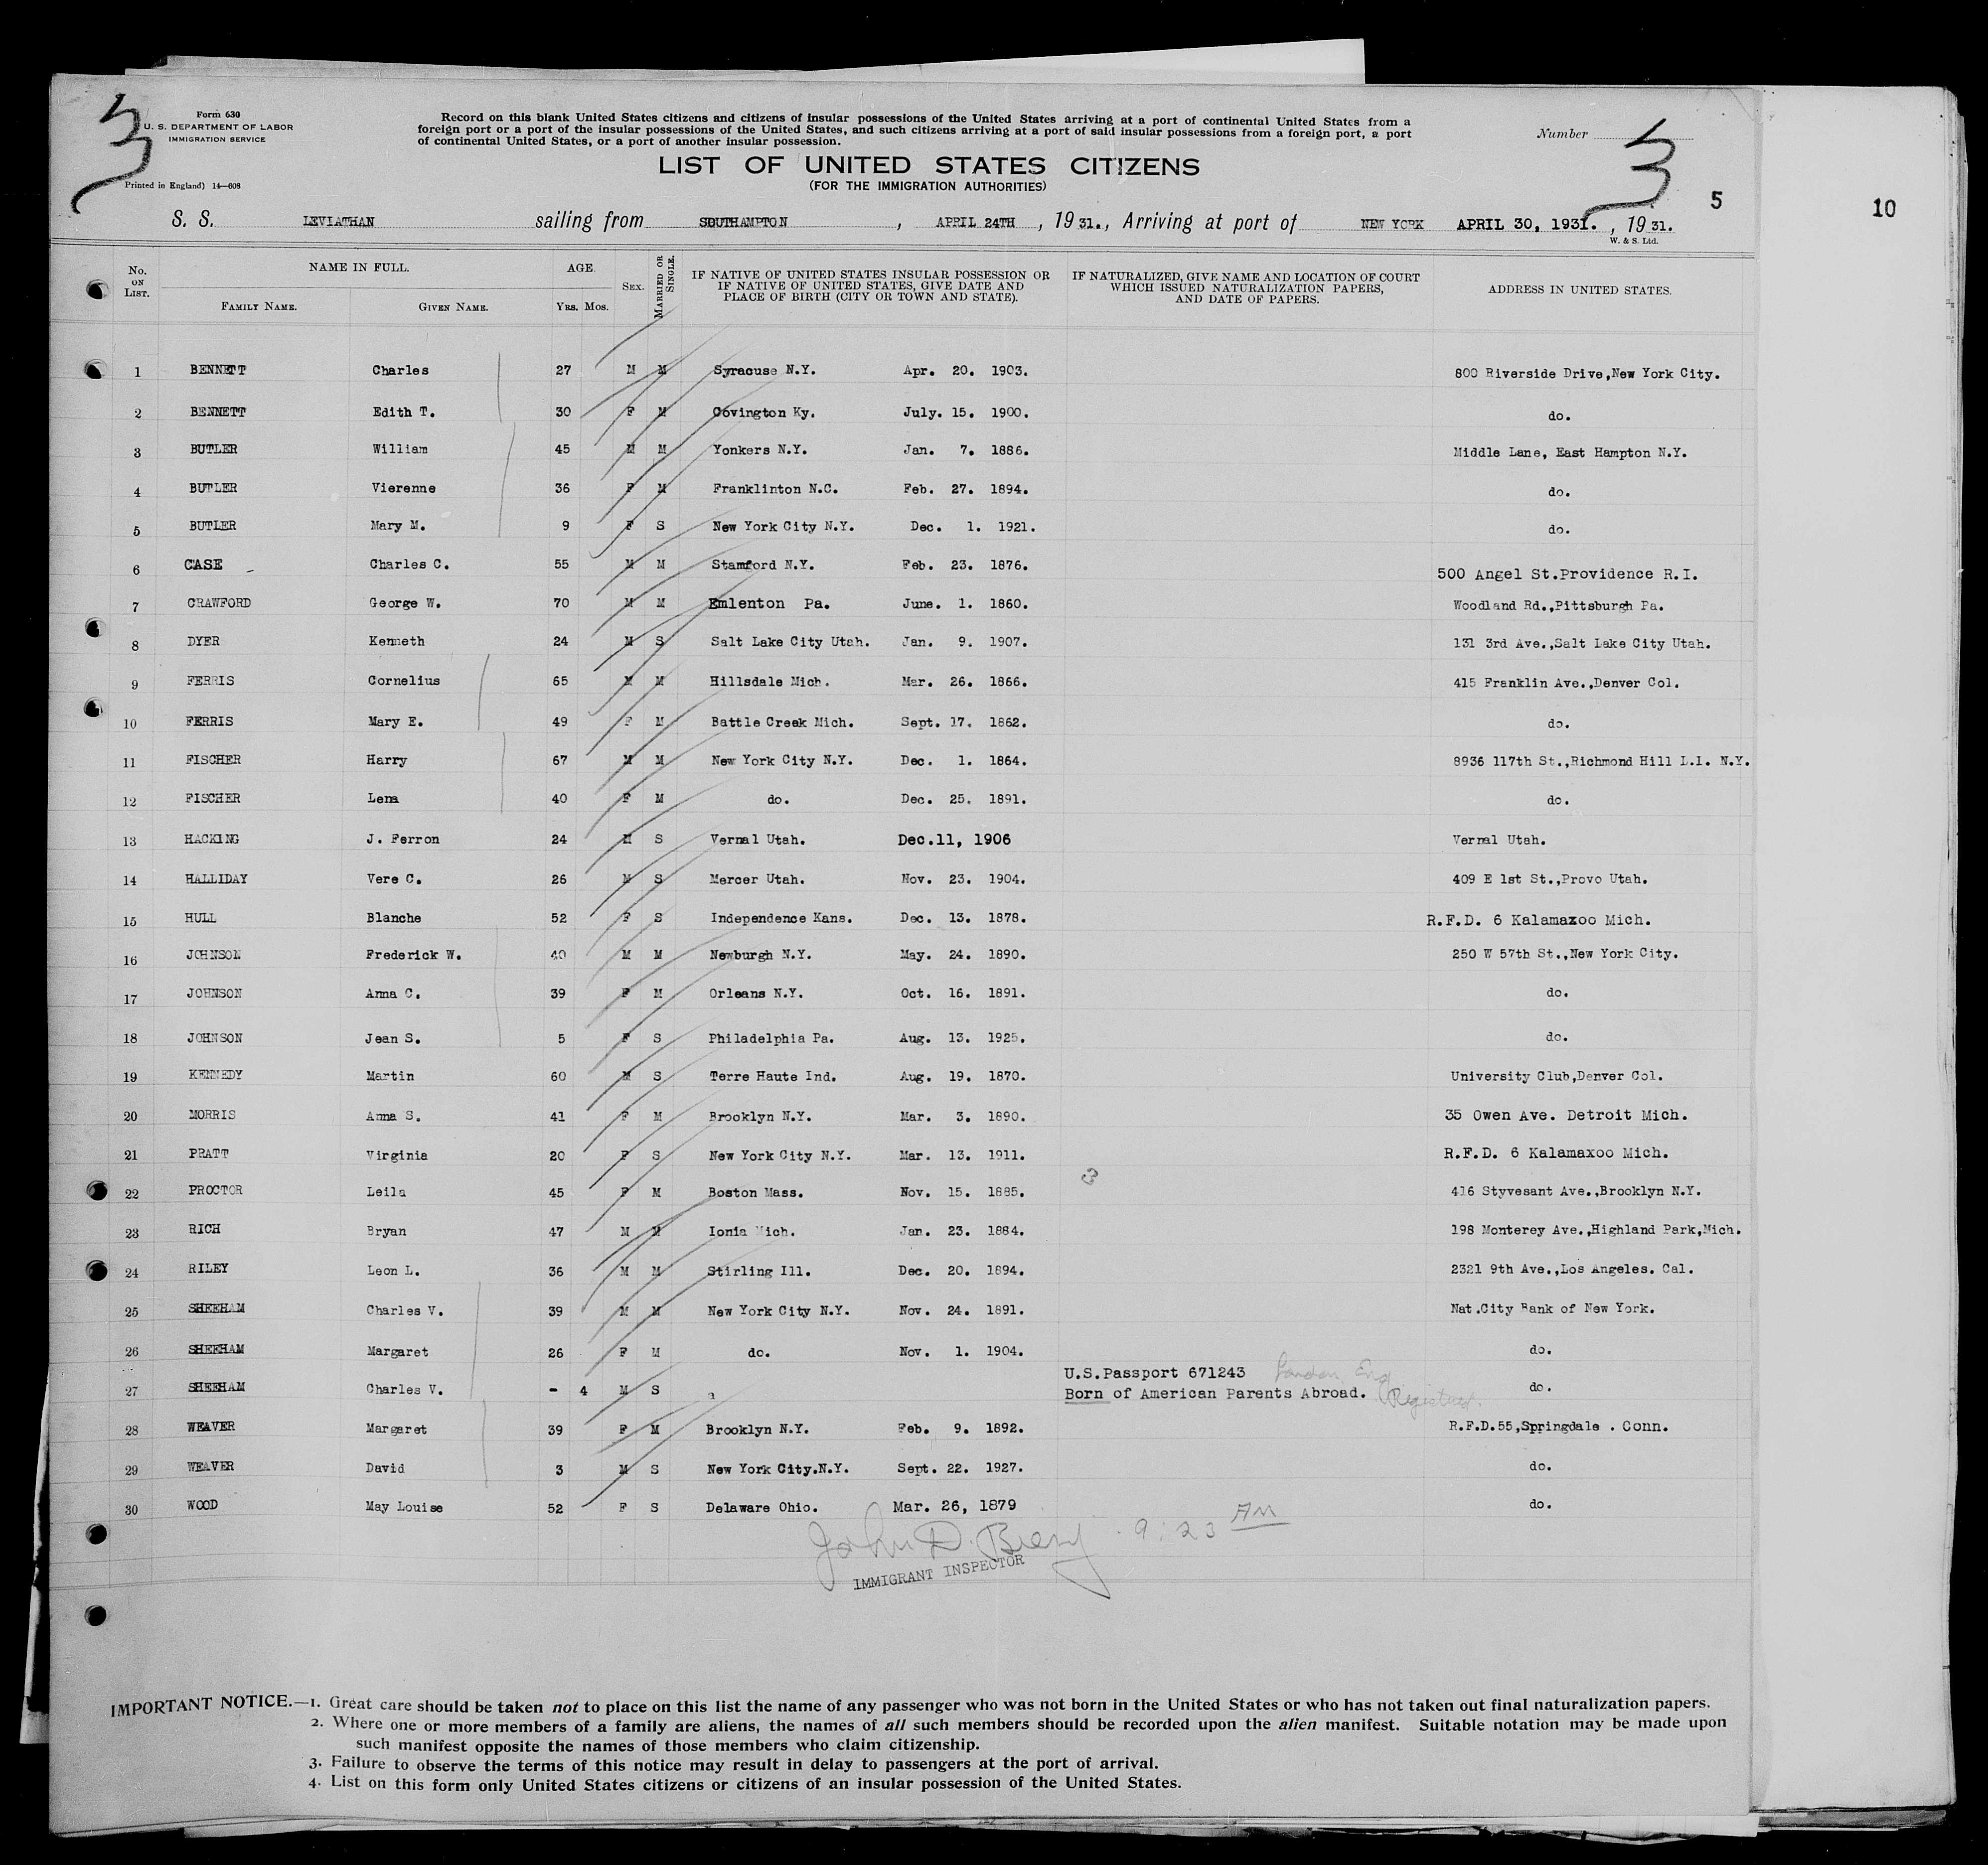 Form 630
U. S. DEPARTMENT OF LABOR
IMMIGRATION SERVICE
Printed in England) 14—608
Record on this blank United States citizens and citizens of insular possessions of the United States arriving at a port of continental United States from a
foreign port or a port of the insular possessions of the United States, and such citizens arriving at a port of said insular possessions from a foreign port, a port
of continental United States, or a port of another insular possession.
Number
3
3
LIST OF UNITED STATES CITIZENS
(FOR THE IMMIGRATION AUTHORITIES)
5
10
S. S. LEVIATHAN sailing from SOUTHAMPTON, APRIL 24TH, 1931., Arriving at port of NEW YORK APRIL 30, 1931., 1931.
W. & S. Ltd.
No. ON LIST. NAME IN FULL. AGE. SEX. MARRIED OR SINGLE. IF NATIVE OF UNITED STATES INSULAR POSSESSION OR IF NATIVE OF UNITED STATES, GIVE DATE AND PLACE OF BIRTH (CITY OR TOWN AND STATE). IF NATURALIZED, GIVE NAME AND LOCATION OF COURT WHICH ISSUED NATURALIZATION PAPERS, AND DATE OF PAPERS. ADDRESS IN UNITED STATES.
FAMILY NAME. GIVEN NAME. YRS. MOS.
1 BENNETT Charles 27 M M Syracuse N.Y. Apr. 20. 1903. 800 Riverside Drive,New York City.
2 BENNETT Edith T. 30 F M Covington Ky. July. 15. 1900. do.
3 BUTLER William 45 M M Yonkers N.Y. Jan. 7. 1886. Middle Lane, East Hampton N.Y.
4 BUTLER Vierenne 36 F M Franklinton N.C. Feb. 27. 1894. do.
5 BUTLER Mary M. 9 F S New York City N.Y. Dec. 1. 1921. do.
6 CASE Charles C. 55 M M Stamford N.Y. Feb. 23. 1876. 500 Angel St.Providence R.I.
7 CRAWFORD George W. 70 M M Emlenton Pa. June. 1. 1860. Woodland Rd.,Pittsburgh Pa.
8 DYER Kenneth 24 M S Salt Lake City Utah. Jan. 9. 1907. 131 3rd Ave.,Salt Lake City Utah.
9 FERRIS Cornelius 65 M M Hillsdale Mich. Mar. 26. 1866. 415 Franklin Ave.,Denver Col.
10 FERRIS Mary E. 49 F M Battle Creek Mich. Sept. 17. 1862. do.
11 FISCHER Harry 67 M M New York City N.Y. Dec. 1. 1864. 8936 117th St.,Richmond Hill L.I. N.Y.
12 FISCHER Lena 40 F M do. Dec. 25. 1891. do.
13 HACKING J. Ferron 24 M S Vernal Utah. Dec.11, 1906 Vernal Utah.
14 HALLIDAY Vere C. 26 M S Mercer Utah. Nov. 23. 1904. 409 E 1st St.,Provo Utah.
15 HULL Blanche 52 F S Independence Kans. Dec. 13. 1878. R.F.D. 6 Kalamaxoo Mich.
16 JOHNSON Frederick W. 40 M M Newburgh N.Y. May. 24. 1890. 250 W 57th St.,New York City.
17 JOHNSON Anna C. 39 F M Orleans N.Y. Oct. 16. 1891. do.
18 JOHNSON Jean S. 5 F S Philadelphia Pa. Aug. 13. 1925. do.
19 KENNEDY Martin 60 M S Terre Haute Ind. Aug. 19. 1870. University Club,Denver Col.
20 MORRIS Anna S. 41 F M Brooklyn N.Y. Mar. 3. 1890. 35 Owen Ave. Detroit Mich.
21 PRATT Virginia 20 F S New York City N.Y. Mar. 13. 1911. R.F.D. 6 Kalamaxoo Mich.
22 PROCTOR Leila 45 F M Boston Mass. Nov. 15. 1885. 416 Styvesant Ave.,Brooklyn N.Y.
23 RICH Bryan 47 M M Ionia Mich. Jan. 23. 1884. 198 Monterey Ave.,Highland Park,Mich.
24 RILEY Leon L. 36 M M Stirling Ill. Dec. 20. 1894. 2321 9th Ave.,Los Angeles. Cal.
25 SHEEHAM Charles V. 39 M M New York City N.Y. Nov. 24. 1891. Nat.City Bank of New York.
26 SHEEHAM Margaret 26 F M do. Nov. 1. 1904. do.
27 SHEEHAM Charles V. - 4 M S U.S.Passport 671243 London Eng do.
Born of American Parents Abroad. (Registered.
28 WEAVER Margaret 39 F M Brooklyn N.Y. Feb. 9. 1892. R.F.D.55,Springdale . Conn.
29 WEAVER David 3 M S New York City.N.Y. Sept. 22. 1927. do.
30 WOOD May Louise 52 F S Delaware Ohio. Mar. 26, 1879 do.
John D. 9:23 AM
IMMIGRANT INSPECTOR
IMPORTANT NOTICE.—1. Great care should be taken not to place on this list the name of any passenger who was not born in the United States or who has not taken out final naturalization papers.
2. Where one or more members of a family are aliens, the names of all such members should be recorded upon the alien manifest. Suitable notation may be made upon
such manifest opposite the names of those members who claim citizenship.
3. Failure to observe the terms of this notice may result in delay to passengers at the port of arrival.
4. List on this form only United States citizens or citizens of an insular possession of the United States.